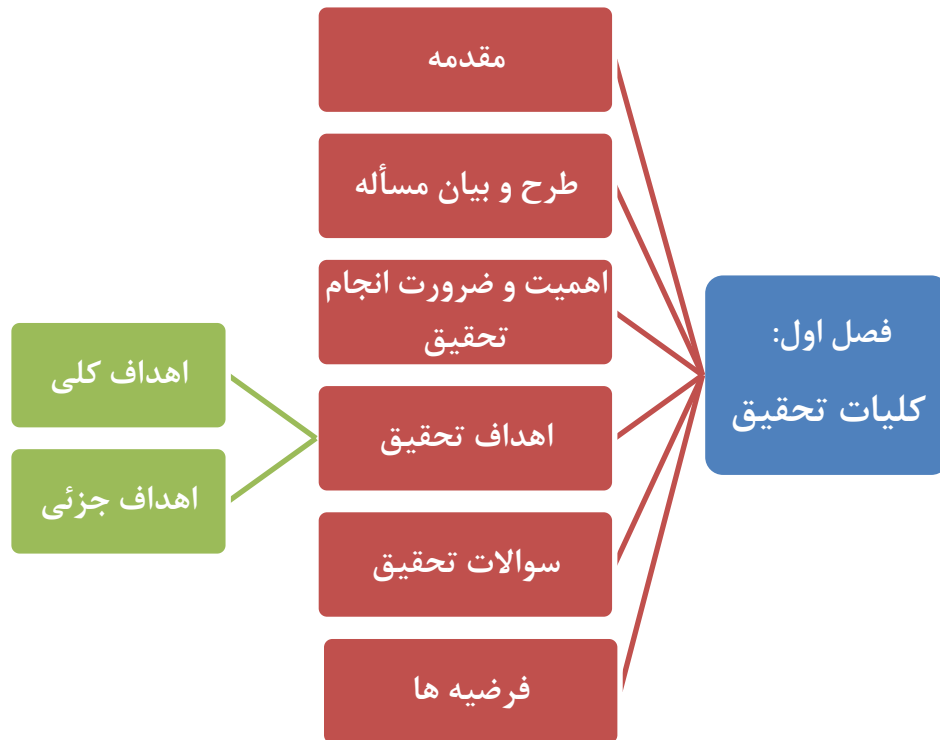 فصل اول:
کلیات تحقیق
مقدمه
طرح و بیان مسأله
اهمیت و ضرورت انجام
تحقیق
اهداف تحقیق
سوالات تحقیق
فرضیه ها
اهداف کلی
اهداف جزئی